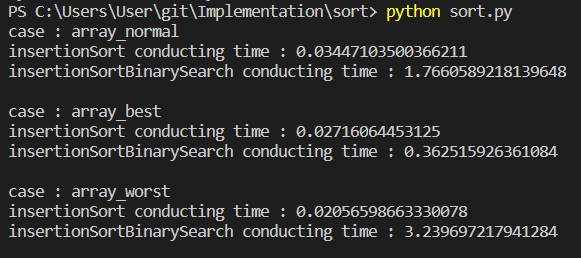 PS C:\Users\User\git\Implementation\sort> python sort.py
case : array_normal
insertionSort conducting time : 0.03447103500366211
insertionSortBinarySearch conducting time : 1.7660589218139648
case : array_best
insertionSort conducting time : 0.02716064453125
insertionSortBinarySearch conducting time : 0.362515926361084
case : array_worst
insertionSort conducting time : 0.02056598663330078
insertionSortBinarySearch conducting time : 3.239697217941284